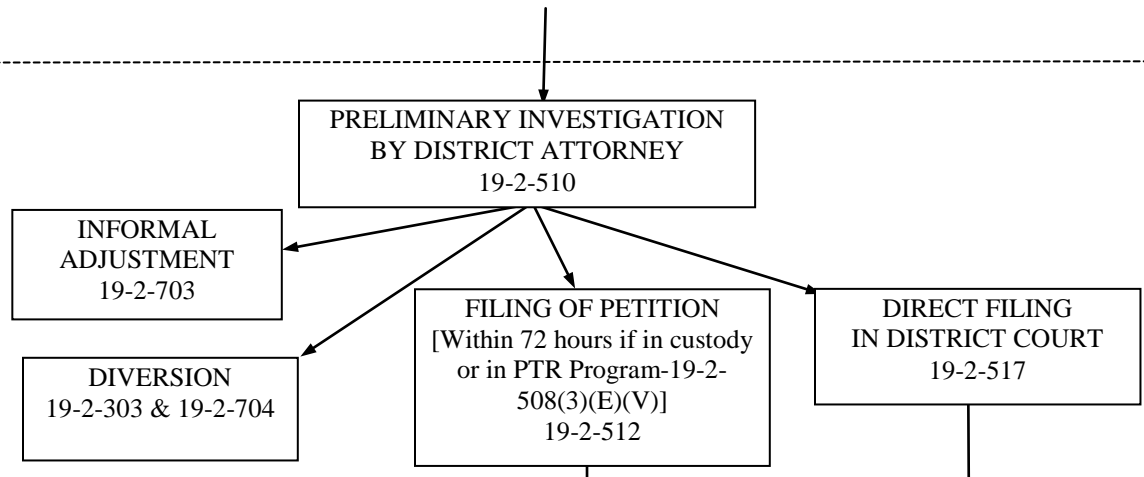 PRELIMINARY INVESTIGATION
BY DISTRICT ATTORNEY
19-2-510
INFORMAL
ADJUSTMENT
19-2-703
DIVERSION
19-2-303 & 19-2-704
FILING OF PETITION
[Within 72 hours if in custody
or in PTR Program-19-2-
508(3)(E)(V)]
19-2-512
DIRECT FILING
IN DISTRICT COURT
19-2-517